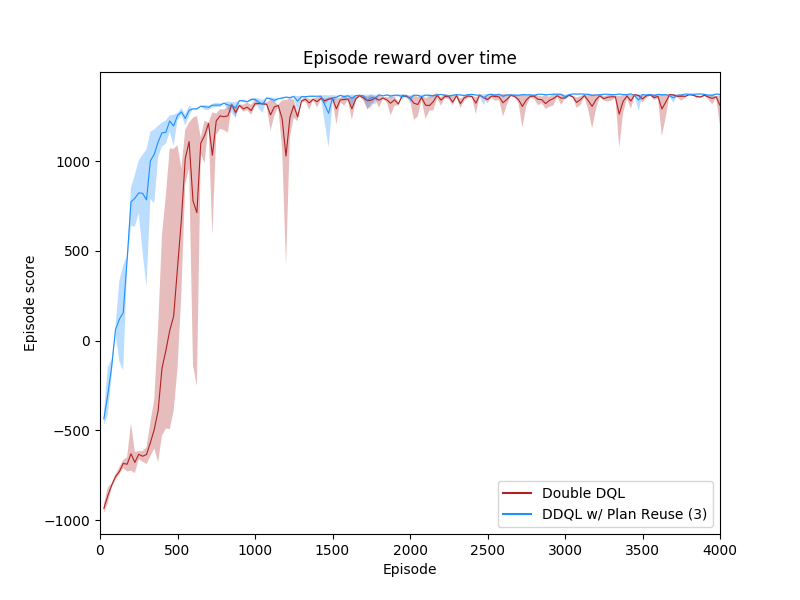 Episode reward over time
Episode score
1000
500
0
−500
−1000
0 500 1000 1500 2000 2500 3000 3500 4000
Episode
Double DQL
DDQL w/ Plan Reuse (3)